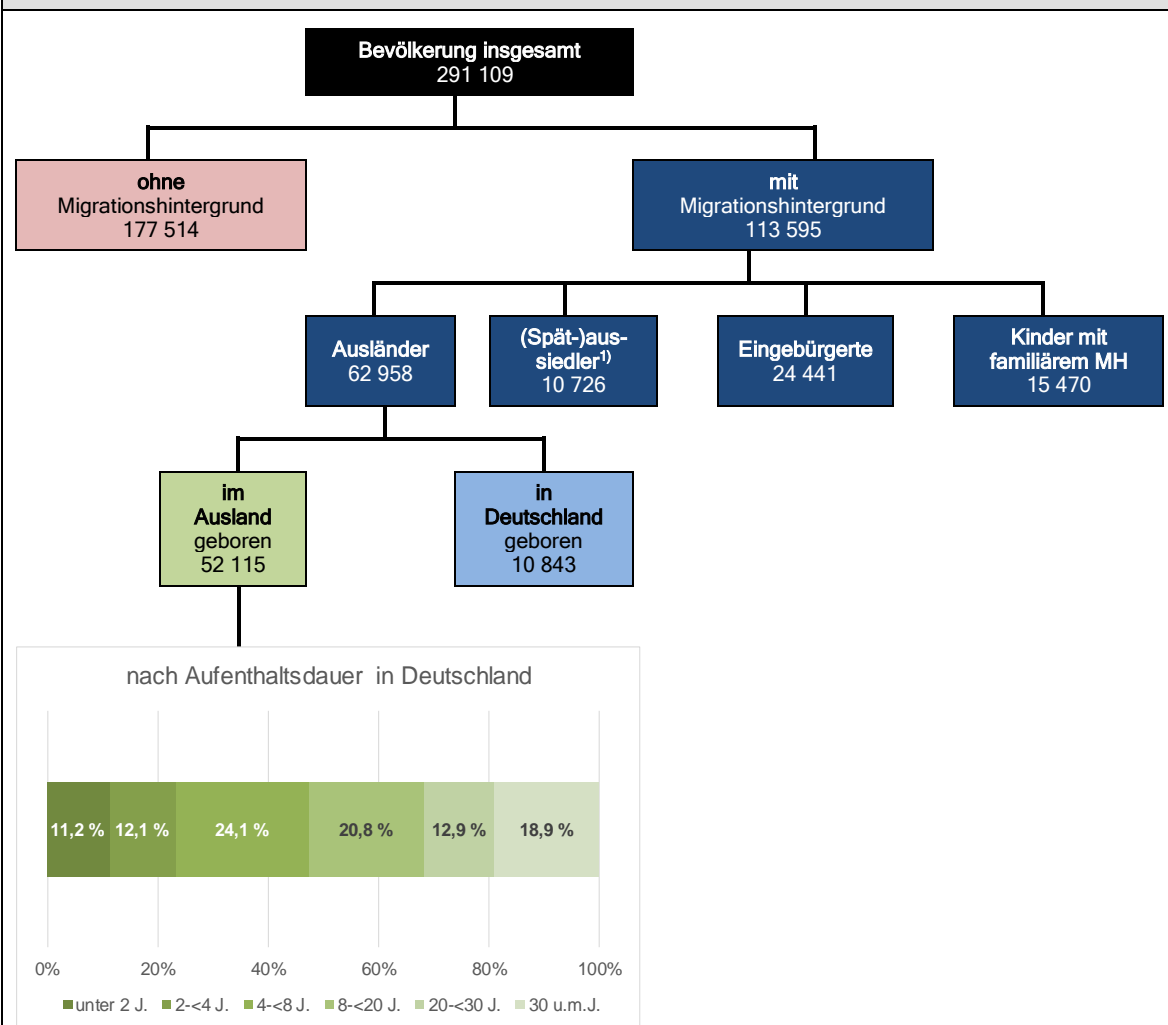 Bevölkerung insgesamt
291 109
ohne
Migrationshintergrund
177 514
mit
Migrationshintergrund
113 595
Ausländer
62 958
(Spät-)aus-
siedler1)
10 726
Eingebürgerte
24 441
Kinder mit
familiärem MH
15 470
im
Ausland
geboren
52 115
in
Deutschland
geboren
10 843
nach Aufenthaltsdauer in Deutschland
11,2 % 12,1 % 24,1 % 20,8 % 12,9 % 18,9 %
0% 20% 40% 60% 80% 100%
unter 2 J. 2-<4 J. 4-<8 J. 8-<20 J. 20-<30 J. 30 u.m.J.